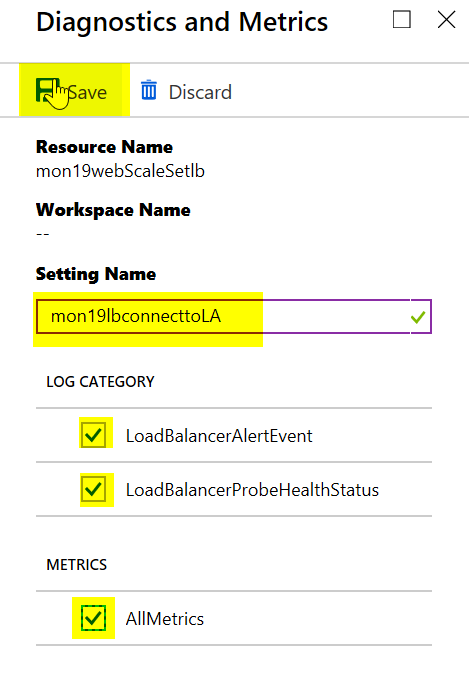 Diagnostics and Metrics
Save Discard
Resource Name
mon19webScaleSetlb
Workspace Name
--
Setting Name
mon19lbconnecttoLA
LOG CATEGORY
LoadBalancerAlertEvent
LoadBalancerProbeHealthStatus
METRICS
AllMetrics